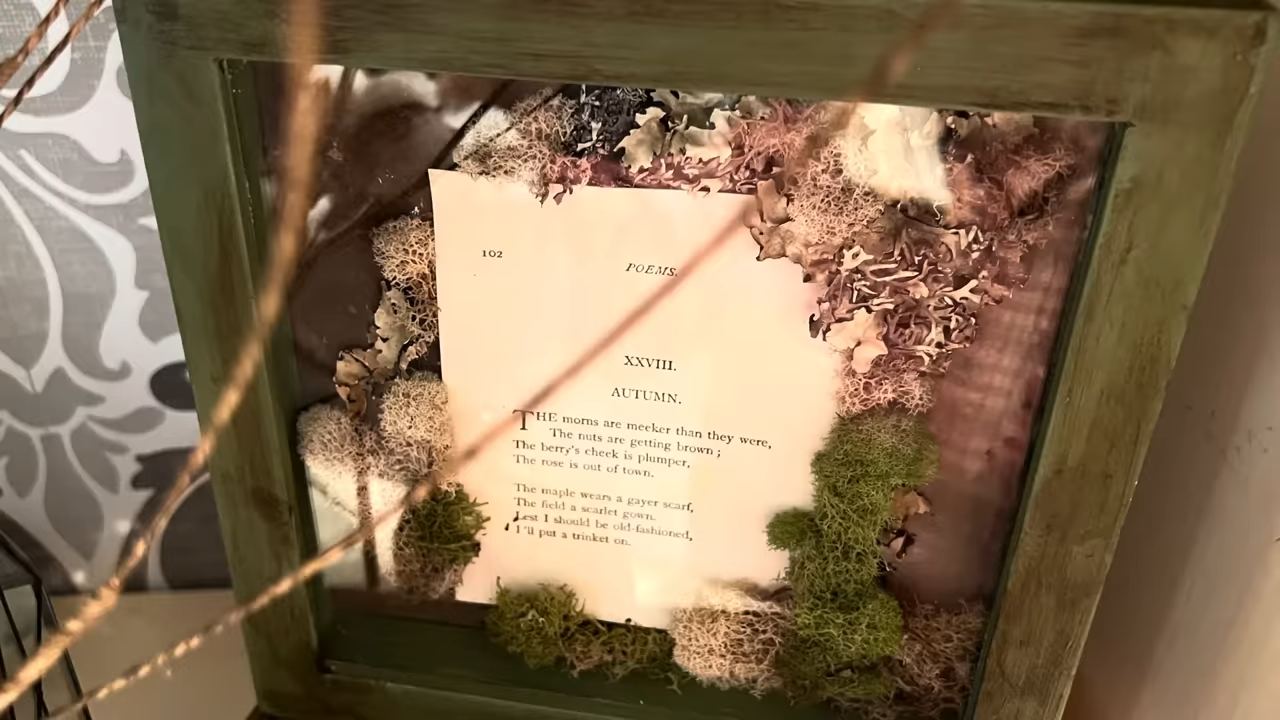 102
POEMS.
XXVIII.
AUTUMN.
THE morns are meeker than they were,
The nuts are getting brown;
The berry's cheek is plumper,
The rose is out of town.
The maple wears a gayer scarf,
The field a scarlet gown.
Lest I should be old-fashioned,
I'll put a trinket on.